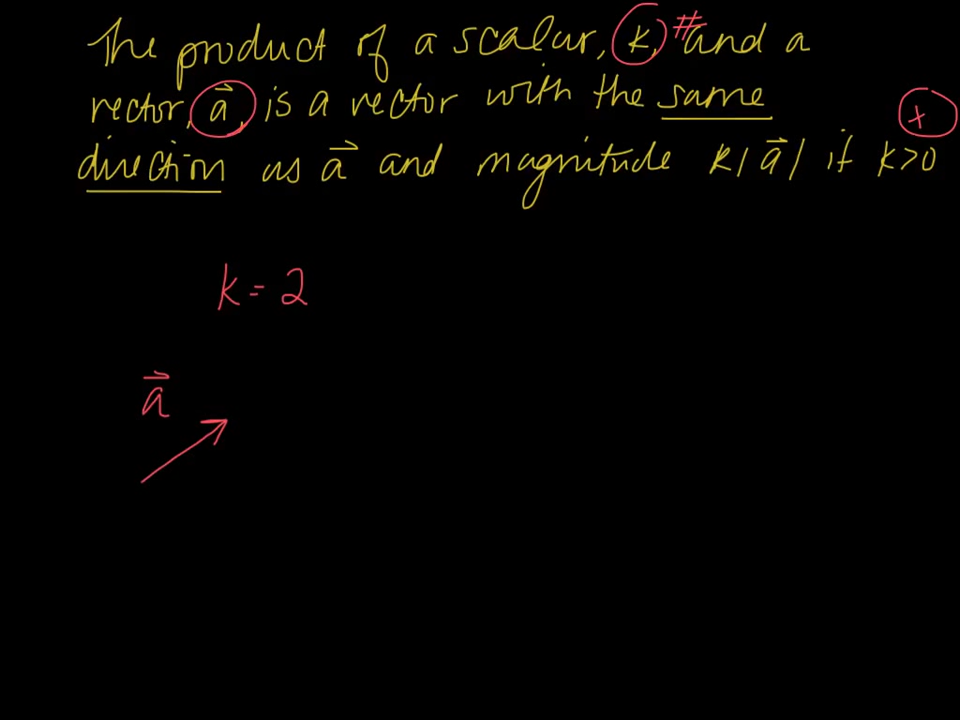 The product of a scalar, k, # and a
vector, a⃗, is a vector with the same +
direction as a⃗ and magnitude k|a⃗| if k>0
k = 2
a⃗